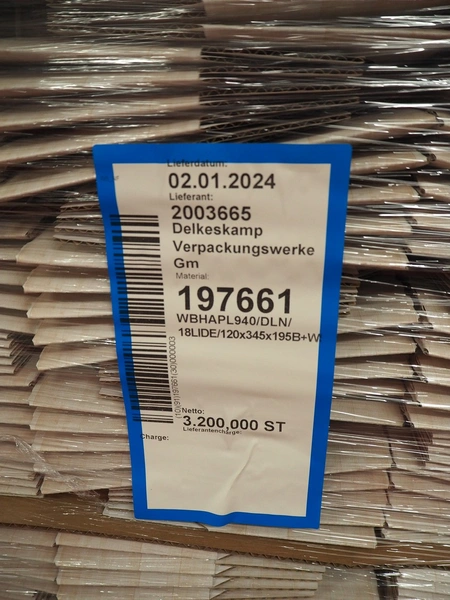 Lieferdatum:
02.01.2024
Lieferant:
2003665
Delkeskamp
Verpackungswerke
Gm
Material:
197661
WBHAPL940/DLN/
18LIDE/120x345x195B+W
Netto:
3.200,000 ST
Lieferantencharge:
Charge: